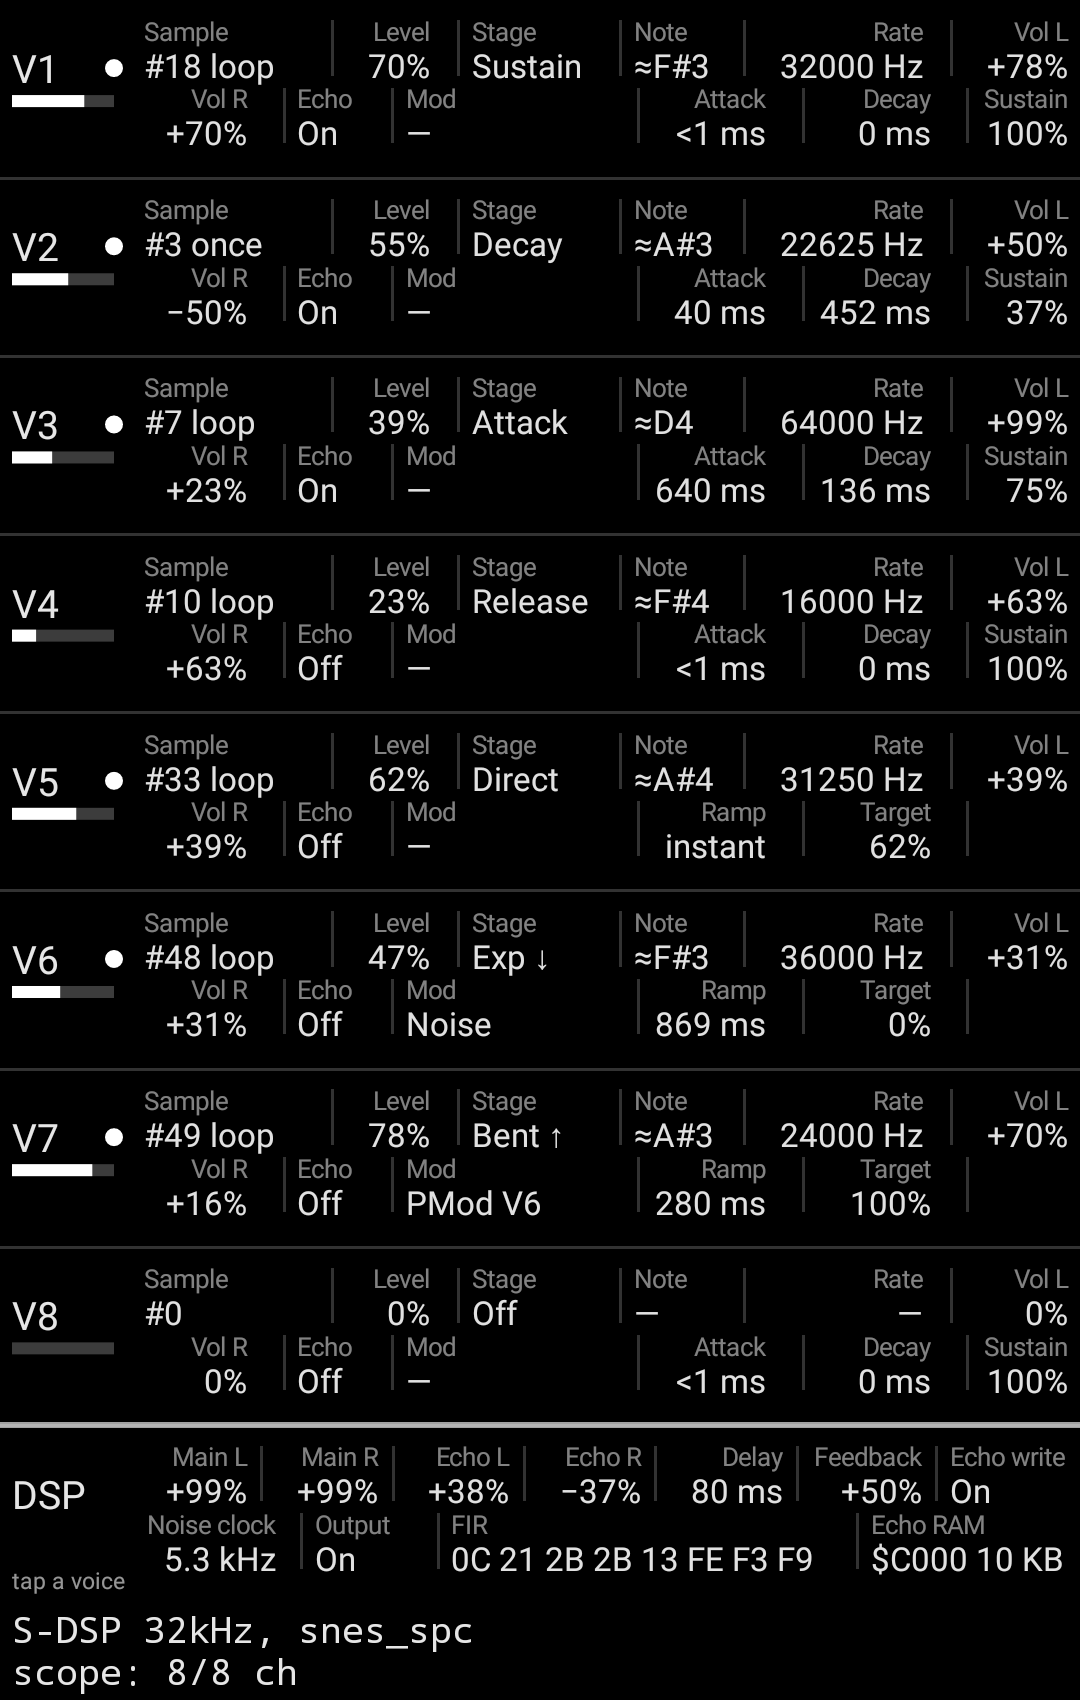 Sample Level Stage Note Rate Vol L
V1 #18 loop 70% Sustain ≈F#3 32000 Hz +78%
Vol R Echo Mod Attack Decay Sustain
+70% On — <1 ms 0 ms 100%
Sample Level Stage Note Rate Vol L
V2 #3 once 55% Decay ≈A#3 22625 Hz +50%
Vol R Echo Mod Attack Decay Sustain
−50% On — 40 ms 452 ms 37%
Sample Level Stage Note Rate Vol L
V3 #7 loop 39% Attack ≈D4 64000 Hz +99%
Vol R Echo Mod Attack Decay Sustain
+23% On — 640 ms 136 ms 75%
Sample Level Stage Note Rate Vol L
V4 #10 loop 23% Release ≈F#4 16000 Hz +63%
Vol R Echo Mod Attack Decay Sustain
+63% Off — <1 ms 0 ms 100%
Sample Level Stage Note Rate Vol L
V5 #33 loop 62% Direct ≈A#4 31250 Hz +39%
Vol R Echo Mod Ramp Target
+39% Off — instant 62%
Sample Level Stage Note Rate Vol L
V6 #48 loop 47% Exp ↓ ≈F#3 36000 Hz +31%
Vol R Echo Mod Ramp Target
+31% Off Noise 869 ms 0%
Sample Level Stage Note Rate Vol L
V7 #49 loop 78% Bent ↑ ≈A#3 24000 Hz +70%
Vol R Echo Mod Ramp Target
+16% Off PMod V6 280 ms 100%
Sample Level Stage Note Rate Vol L
V8 #0 0% Off — — 0%
Vol R Echo Mod Attack Decay Sustain
0% Off — <1 ms 0 ms 100%
Main L Main R Echo L Echo R Delay Feedback Echo write
DSP +99% +99% +38% −37% 80 ms +50% On
Noise clock Output FIR Echo RAM
5.3 kHz On 0C 21 2B 2B 13 FE F3 F9 $C000 10 KB
tap a voice
S-DSP 32kHz, snes_spc
scope: 8/8 ch